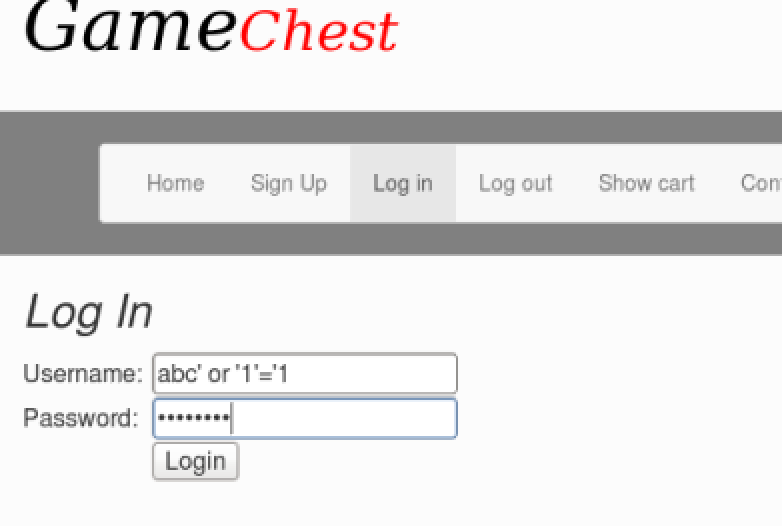 GameChest
Home Sign Up Log in Log out Show cart
Log In
Username: abc' or '1'='1
Password: ••••••••
Login